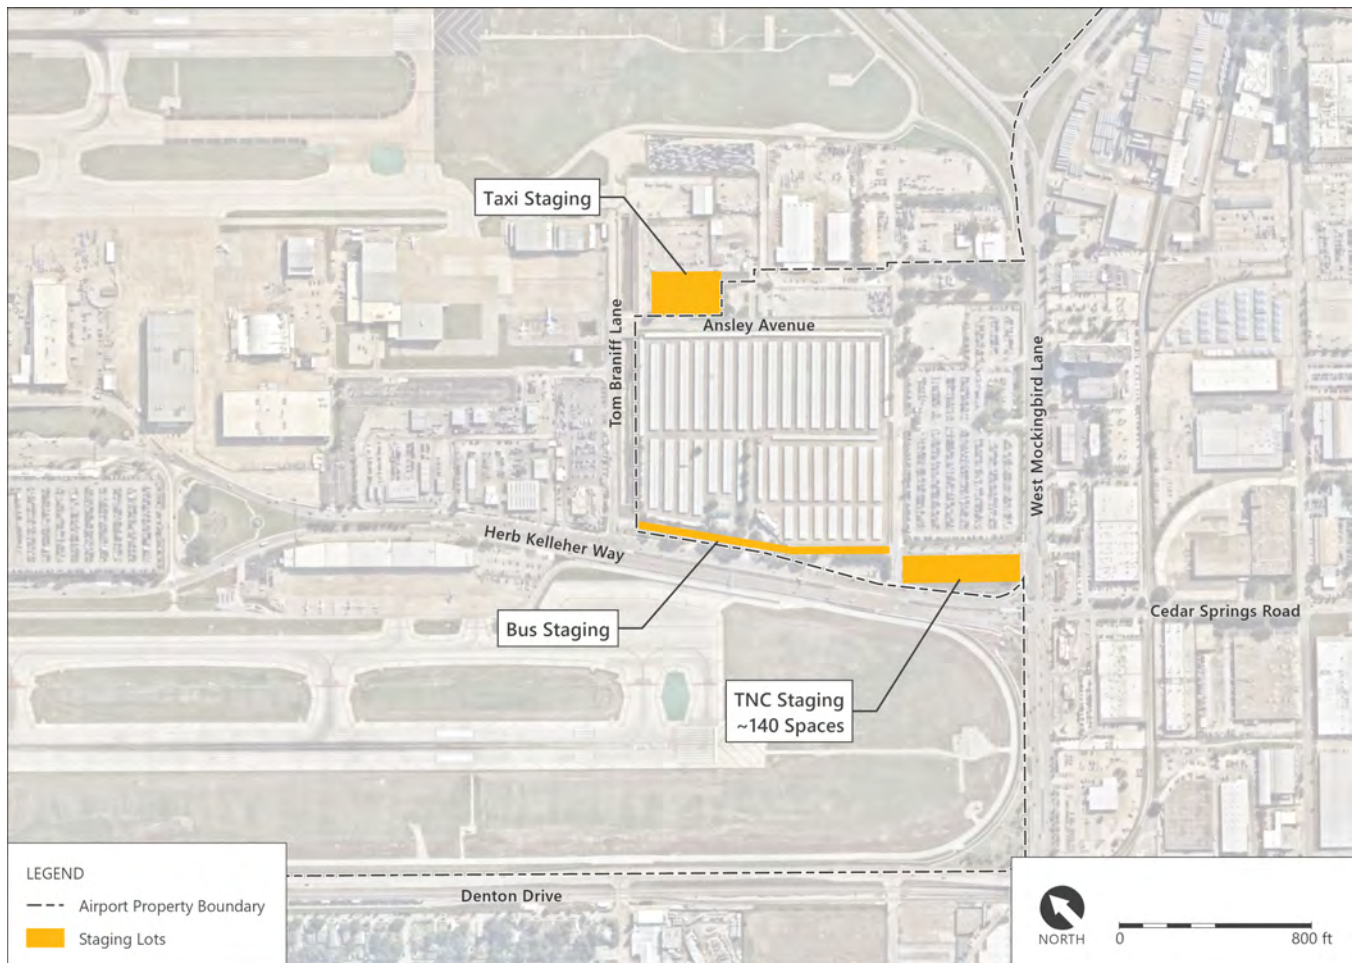 Taxi Staging
Ansley Avenue
Tom Braniff Lane
West Mockingbird Lane
Herb Kelleher Way
Bus Staging
Cedar Springs Road
TNC Staging
~140 Spaces
LEGEND
Airport Property Boundary
Staging Lots
Denton Drive
NORTH
0
800 ft